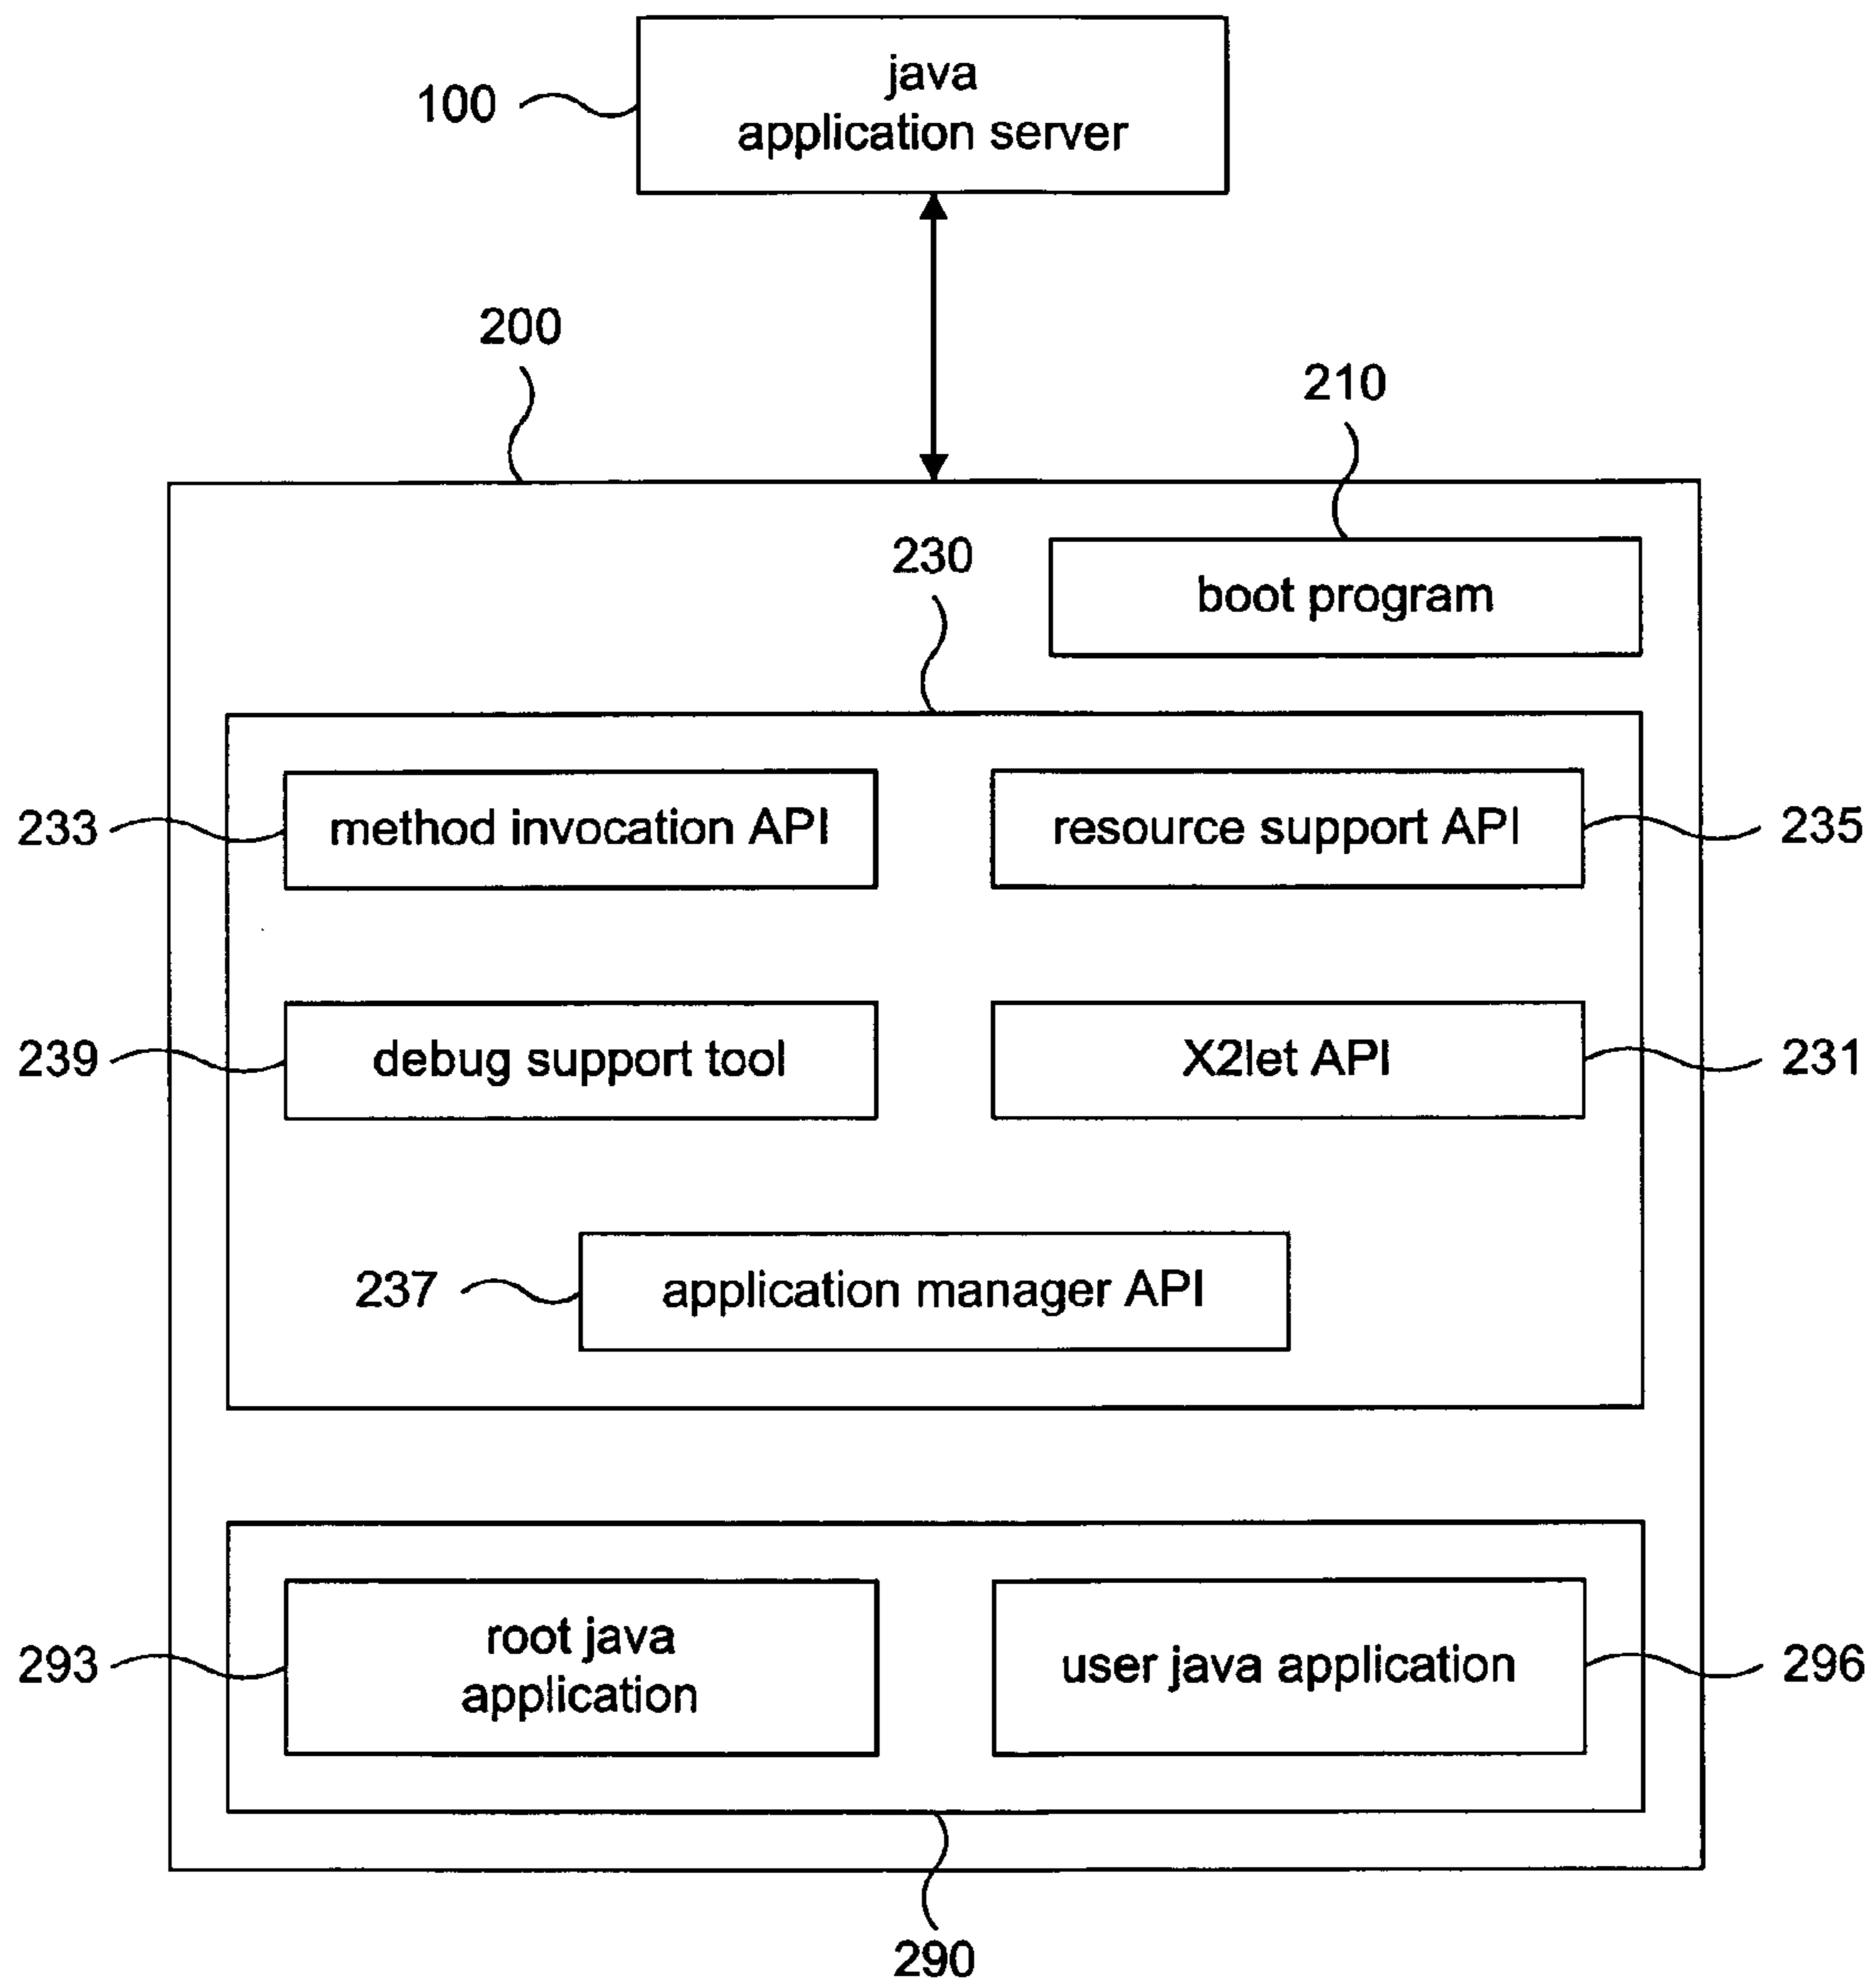 java
application server
100
200
210
230
boot program
233
method invocation API
resource support API
235
239
debug support tool
X2let API
231
237
application manager API
293
root java
application
user java application
296
290